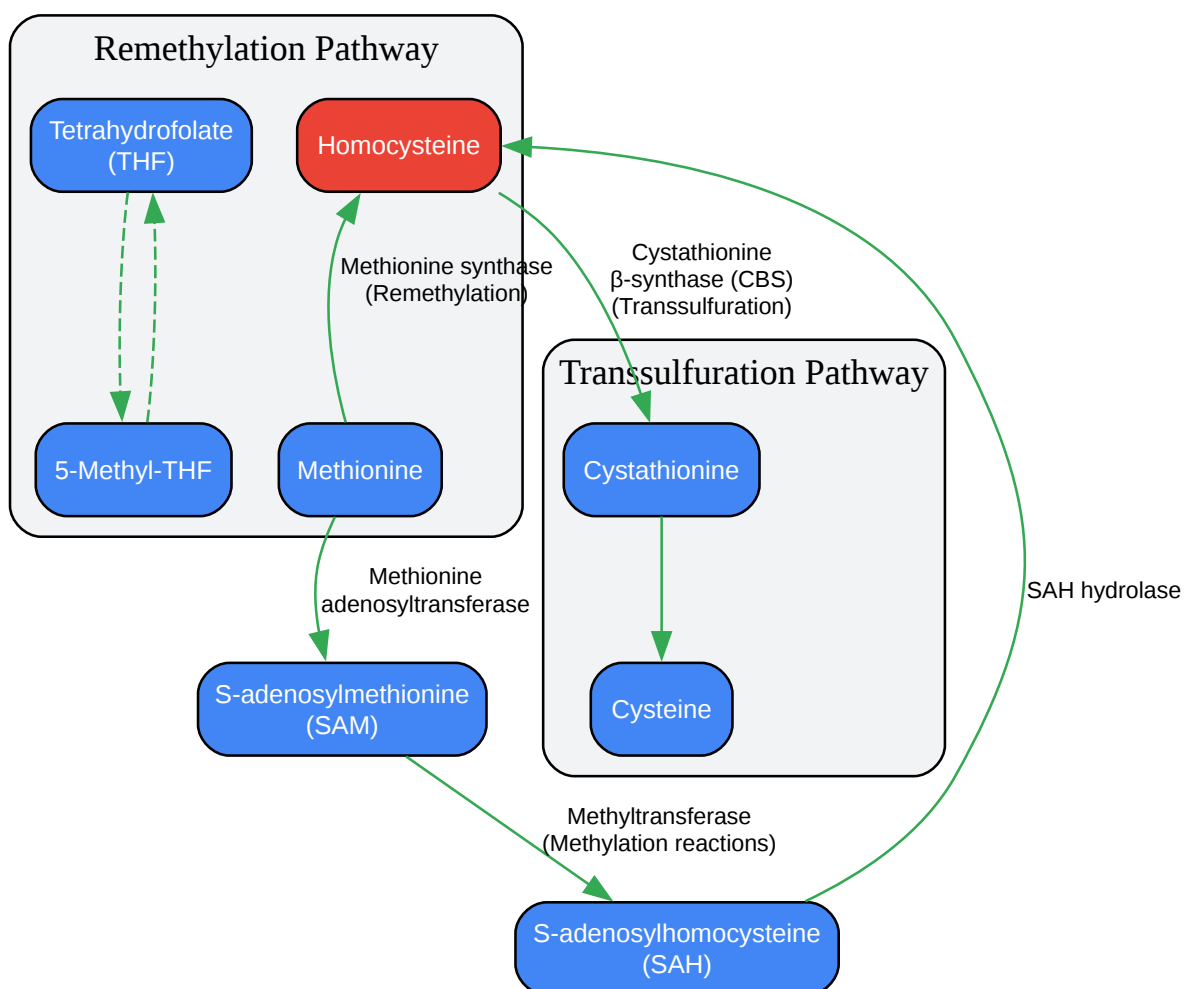 Remethylation Pathway
Tetrahydrofolate
(THF)
Homocysteine
Methionine synthase
(Remethylation)
Cystathionine
β-synthase (CBS)
(Transsulfuration)
Transsulfuration Pathway
5-Methyl-THF
Methionine
Cystathionine
Methionine
adenosyltransferase
SAH hydrolase
S-adenosylmethionine
(SAM)
Cysteine
Methyltransferase
(Methylation reactions)
S-adenosylhomocysteine
(SAH)